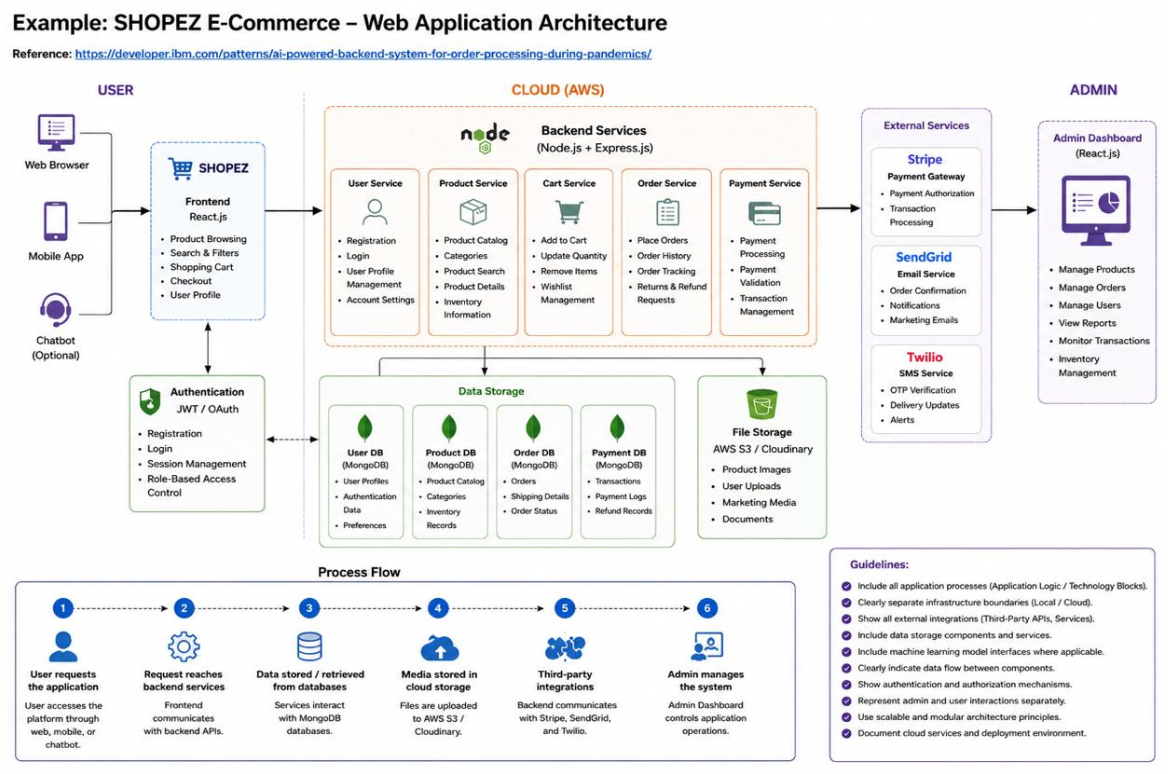 Example: SHOPEZ E-Commerce – Web Application Architecture
Reference: https://developer.ibm.com/patterns/ai-powered-backend-system-for-order-processing-during-pandemics/
USER
Web Browser
Mobile App
Chatbot
(Optional)
SHOPEZ
Frontend
React.js
• Product Browsing
• Search & Filters
• Shopping Cart
• Checkout
• User Profile
Authentication
JWT / OAuth
• Registration
• Login
• Session Management
• Role-Based Access
Control
CLOUD (AWS)
node
Backend Services
(Node.js + Express.js)
User Service
• Registration
• Login
• User Profile
Management
• Account Settings
Product Service
• Product Catalog
• Categories
• Product Search
• Product Details
• Inventory
Information
Cart Service
• Add to Cart
• Update Quantity
• Remove Items
• Wishlist
Management
Order Service
• Place Orders
• Order History
• Order Tracking
• Returns & Refund
Requests
Payment Service
• Payment
Processing
• Payment
Validation
• Transaction
Management
Data Storage
User DB
(MongoDB)
• User Profiles
• Authentication
Data
• Preferences
Product DB
(MongoDB)
• Product Catalog
• Categories
• Inventory
Records
Order DB
(MongoDB)
• Orders
• Shipping Details
• Order Status
Payment DB
(MongoDB)
• Transactions
• Payment Logs
• Refund Records
File Storage
AWS S3 / Cloudinary
• Product Images
• User Uploads
• Marketing Media
• Documents
External Services
Stripe
Payment Gateway
• Payment Authorization
• Transaction
Processing
SendGrid
Email Service
• Order Confirmation
• Notifications
• Marketing Emails
Twilio
SMS Service
• OTP Verification
• Delivery Updates
• Alerts
ADMIN
Admin Dashboard
(React.js)
• Manage Products
• Manage Orders
• Manage Users
• View Reports
• Monitor Transactions
• Inventory
Management
Process Flow
1
User requests
the application
User accesses the
platform through
web, mobile, or
chatbot.
2
Request reaches
backend services
Frontend
communicates
with backend APIs.
3
Data stored / retrieved
from databases
Services interact
with MongoDB
databases.
4
Media stored in
cloud storage
Files are uploaded
to AWS S3 /
Cloudinary.
5
Third-party
integrations
Backend communicates
with Stripe, SendGrid,
and Twilio.
6
Admin manages
the system
Admin Dashboard
controls application
operations.
Guidelines:
Include all application processes (Application Logic / Technology Blocks).
Clearly separate infrastructure boundaries (Local / Cloud).
Show all external integrations (Third-Party APIs, Services).
Include data storage components and services.
Include machine learning model interfaces where applicable.
Clearly indicate data flow between components.
Show authentication and authorization mechanisms.
Represent admin and user interactions separately.
Use scalable and modular architecture principles.
Document cloud services and deployment environment.